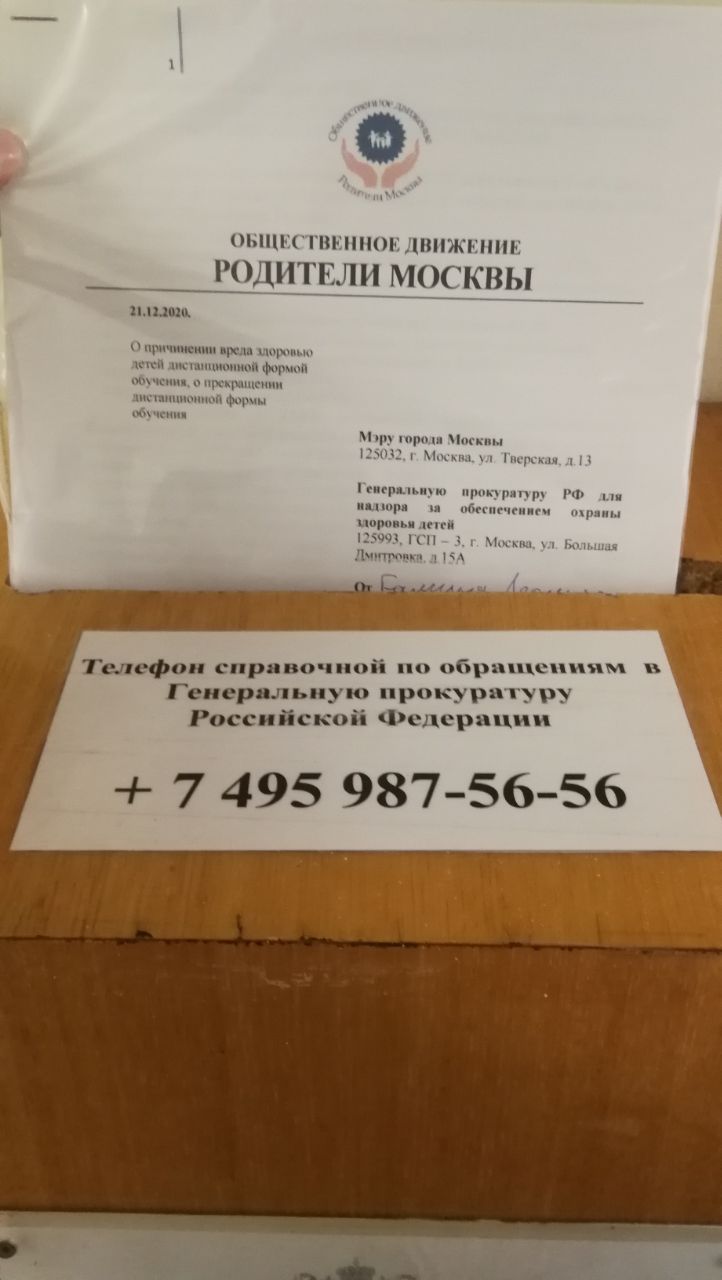 1
Общественное движение
Родители Москвы
ОБЩЕСТВЕННОЕ ДВИЖЕНИЕ
РОДИТЕЛИ МОСКВЫ
21.12.2020.
О причинении вреда здоровью
детей дистанционной формой
обучения, о прекращении
дистанционной формы
обучения
Мэру города Москвы
125032, г. Москва, ул. Тверская, д.13
Генеральную прокуратуру РФ для
надзора за обеспечением охраны
здоровья детей
125993, ГСП – 3, г. Москва, ул. Большая
Дмитровка, д.15А
От
Телефон справочной по обращениям в
Генеральную прокуратуру
Российской Федерации
+ 7 495 987-56-56